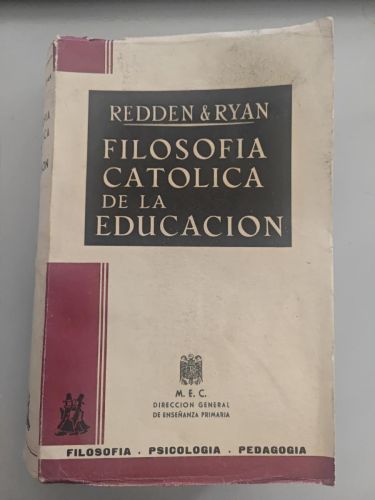 REDDEN & RYAN
FILOSOFIA
CATOLICA
DE LA
EDUCACION
M. E. C.
DIRECCION GENERAL
DE ENSEÑANZA PRIMARIA
FILOSOFIA . PSICOLOGIA . PEDAGOGIA